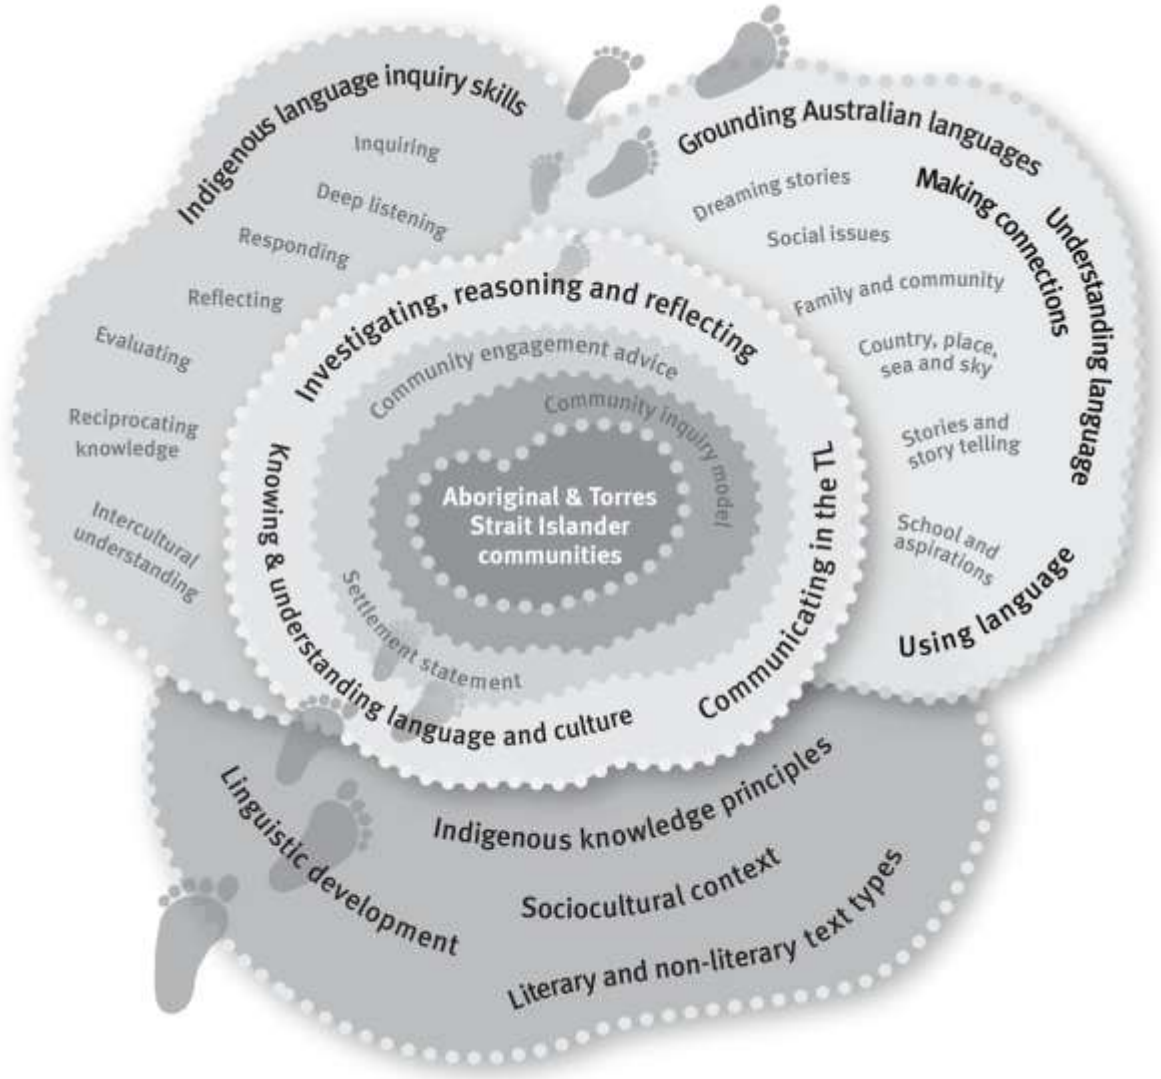 Indigenous language inquiry skills
Inquiring
Deep listening
Responding
Reflecting
Evaluating
Reciprocating
knowledge
Intercultural
understanding
Grounding Australian languages
Making connections
Understanding language
Dreaming stories
Social issues
Family and community
Country, place,
sea and sky
Stories and
story telling
School and
aspirations
Using language
Investigating, reasoning and reflecting
Community engagement advice
Community inquiry model
Aboriginal & Torres
Strait Islander
communities
Settlement statement
Knowing & understanding language and culture
Communicating in the TL
Linguistic development
Indigenous knowledge principles
Sociocultural context
Literary and non-literary text types